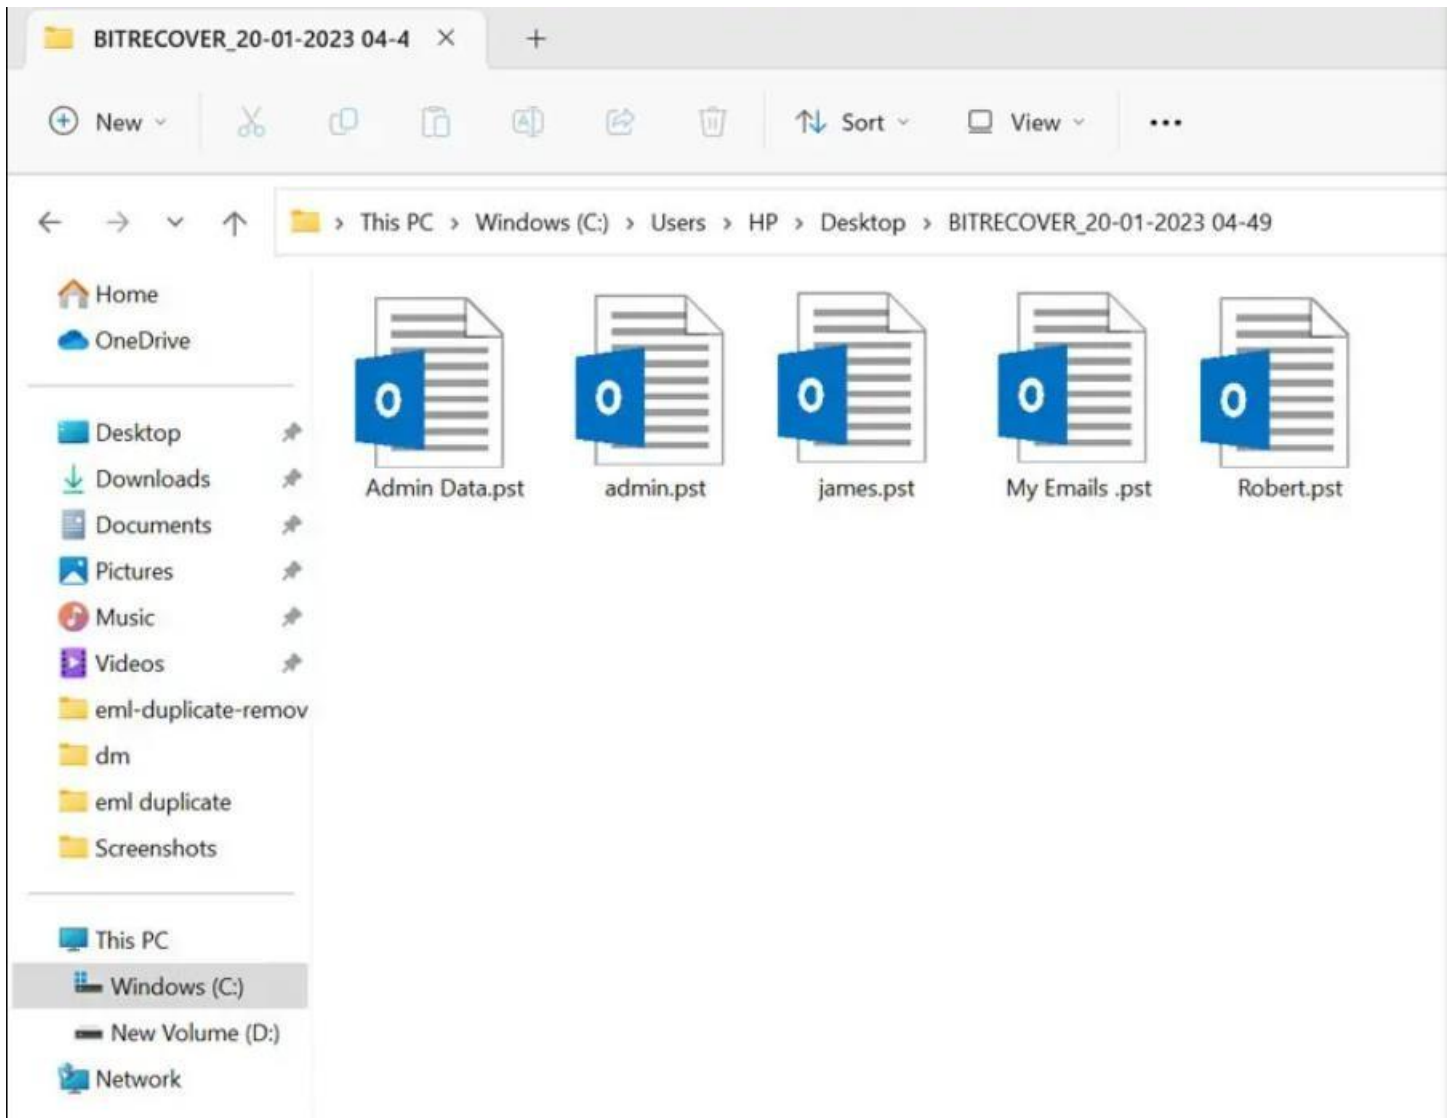 BITRECOVER_20-01-2023 04-4
New
Sort
View
This PC > Windows (C:) > Users > HP > Desktop > BITRECOVER_20-01-2023 04-49
Home
OneDrive
Desktop
Downloads
Documents
Pictures
Music
Videos
eml-duplicate-remov
dm
eml duplicate
Screenshots
This PC
Windows (C:)
New Volume (D:)
Network
Admin Data.pst
admin.pst
james.pst
My Emails .pst
Robert.pst